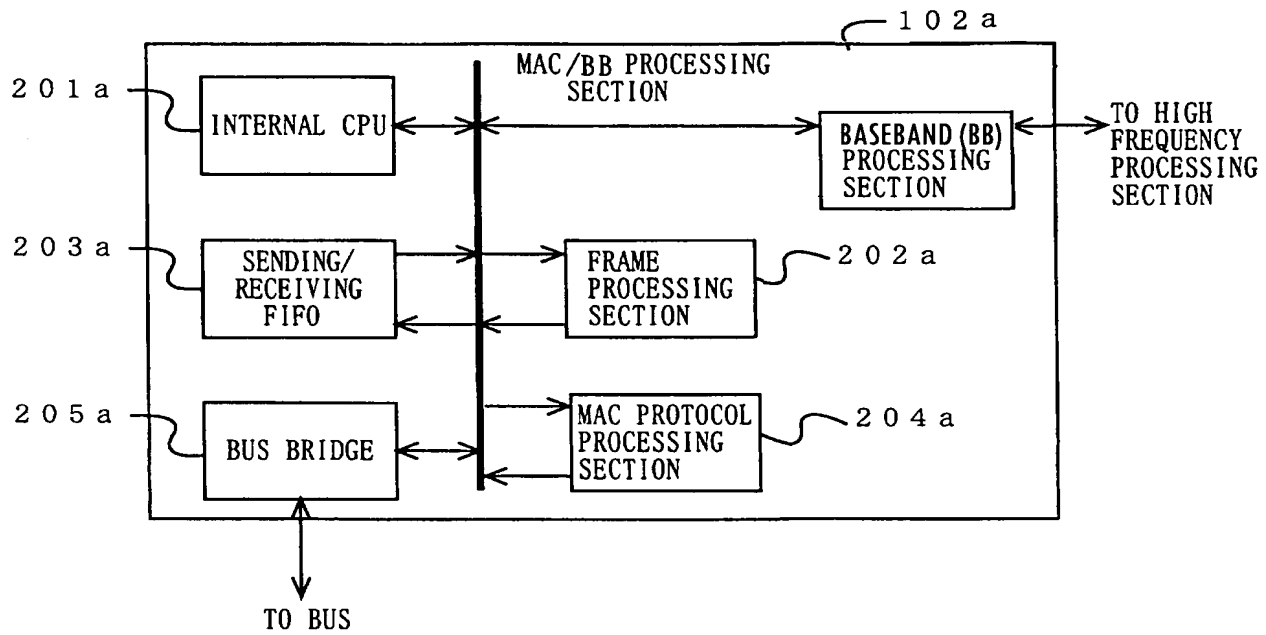 102a
MAC/BB PROCESSING
SECTION
201a
INTERNAL CPU
BASEBAND(BB)
PROCESSING
SECTION
TO HIGH
FREQUENCY
PROCESSING
SECTION
203a
SENDING/
RECEIVING
FIFO
FRAME
PROCESSING
SECTION
202a
205a
BUS BRIDGE
MAC PROTOCOL
PROCESSING
SECTION
204a
TO BUS